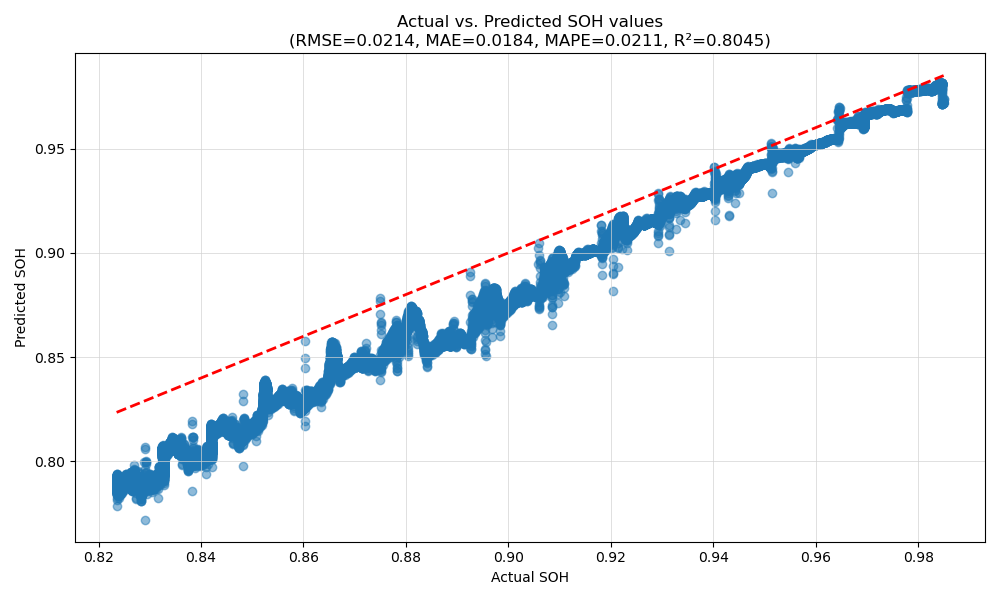 Actual vs. Predicted SOH values
(RMSE=0.0214, MAE=0.0184, MAPE=0.0211, R²=0.8045)
Predicted SOH
0.95
0.90
0.85
0.80
0.82 0.84 0.86 0.88 0.90 0.92 0.94 0.96 0.98
Actual SOH